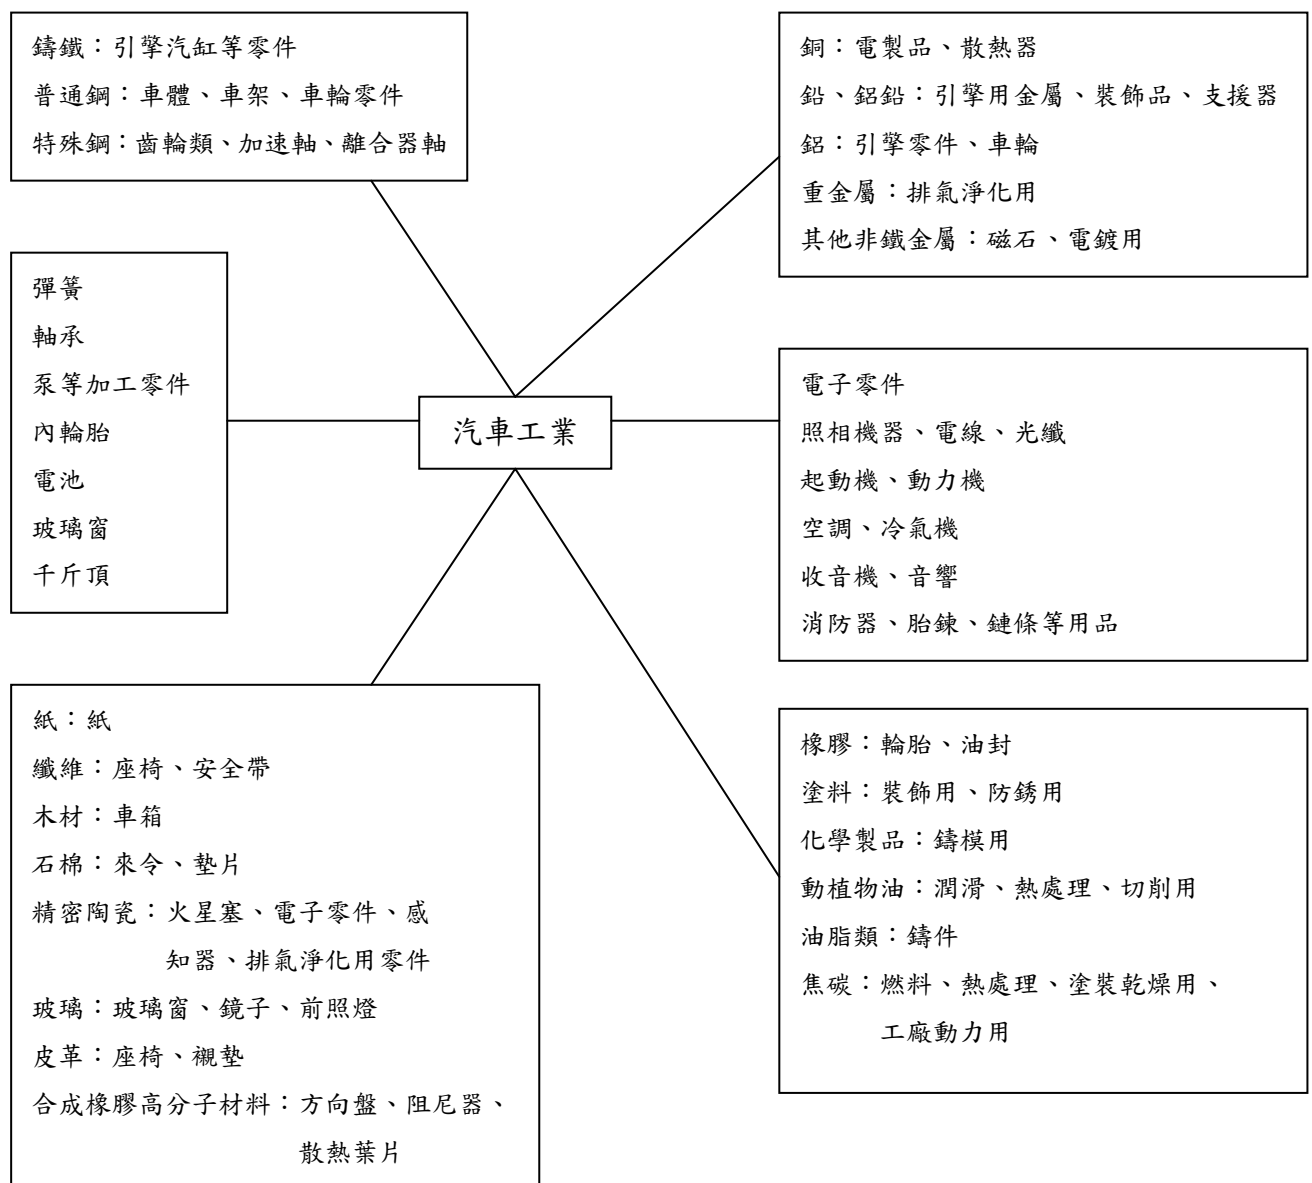 鑄鐵：引擎汽缸等零件
普通鋼：車體、車架、車輪零件
特殊鋼：齒輪類、加速軸、離合器軸
銅：電製品、散熱器
鉛、鋁鉛：引擎用金屬、裝飾品、支援器
鋁：引擎零件、車輪
重金屬：排氣淨化用
其他非鐵金屬：磁石、電鍍用
彈簧
軸承
泵等加工零件
內輪胎
電池
玻璃窗
千斤頂
汽車工業
電子零件
照相機器、電線、光纖
起動機、動力機
空調、冷氣機
收音機、音響
消防器、胎鍊、鏈條等用品
紙：紙
纖維：座椅、安全帶
木材：車箱
石棉：來令、墊片
精密陶瓷：火星塞、電子零件、感
知器、排氣淨化用零件
玻璃：玻璃窗、鏡子、前照燈
皮革：座椅、襯墊
合成橡膠高分子材料：方向盤、阻尼器、
散熱葉片
橡膠：輪胎、油封
塗料：裝飾用、防銹用
化學製品：鑄模用
動植物油：潤滑、熱處理、切削用
油脂類：鑄件
焦碳：燃料、熱處理、塗裝乾燥用、
工廠動力用